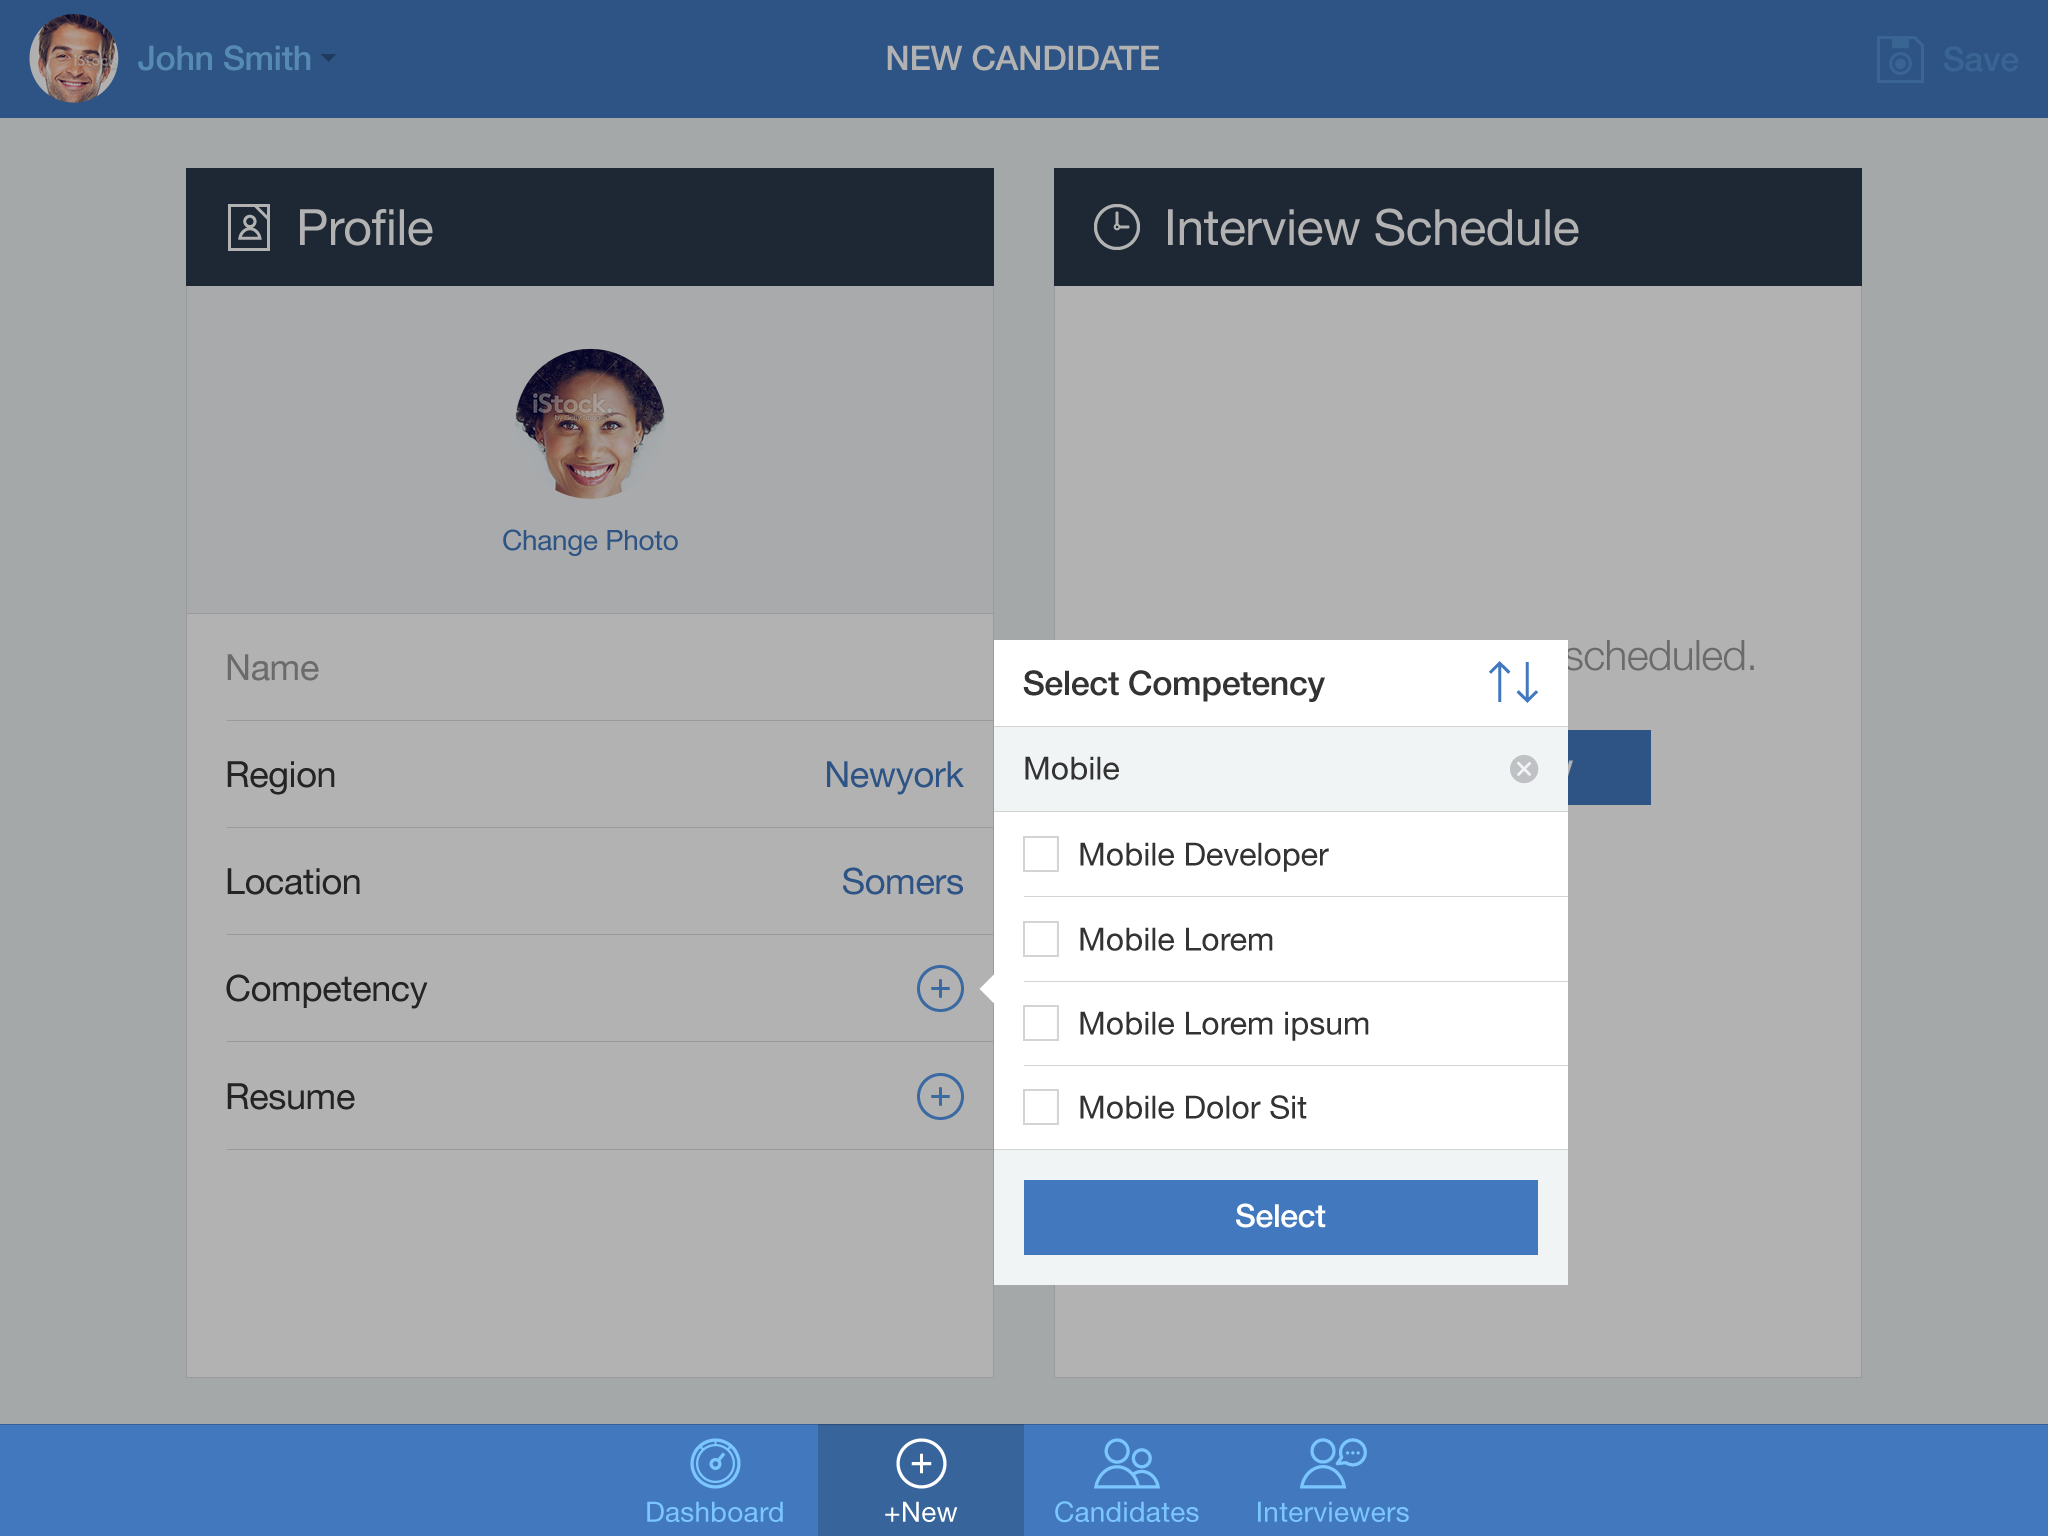 John Smith
NEW CANDIDATE
Save
Profile
Interview Schedule
iStock.
Change Photo
Name
scheduled.
Select Competency
Region
Newyork
Mobile
Mobile Developer
Location
Somers
Mobile Lorem
Competency
Mobile Lorem ipsum
Resume
Mobile Dolor Sit
Select
Dashboard
+New
Candidates
Interviewers